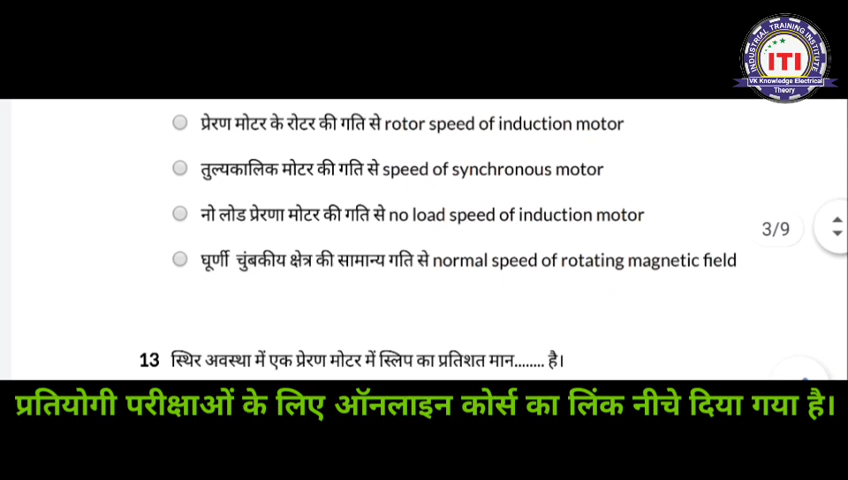 INDUSTRIAL TRAINING INSTITUTE
ITI
VK Knowledge Electrical
Theory
प्रेरण मोटर के रोटर की गति से rotor speed of induction motor
तुल्यकालिक मोटर की गति से speed of synchronous motor
नो लोड प्रेरणा मोटर की गति से no load speed of induction motor
3/9
घूर्णी चुंबकीय क्षेत्र की सामान्य गति से normal speed of rotating magnetic field
13 स्थिर अवस्था में एक प्रेरण मोटर में स्लिप का प्रतिशत मान........ है।
प्रतियोगी परीक्षाओं के लिए ऑनलाइन कोर्स का लिंक नीचे दिया गया है।